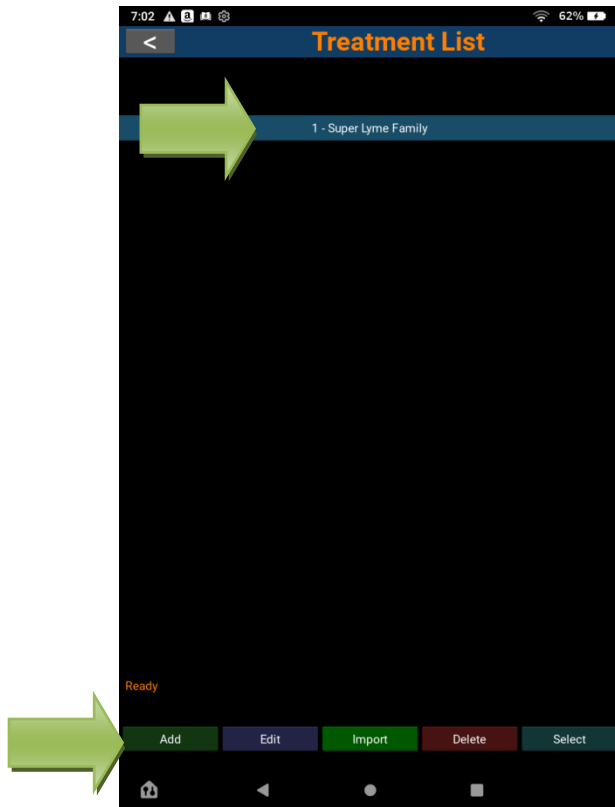 7:02 a 62%
< Treatment List
1 - Super Lyme Family
Ready
Add Edit Import Delete Select